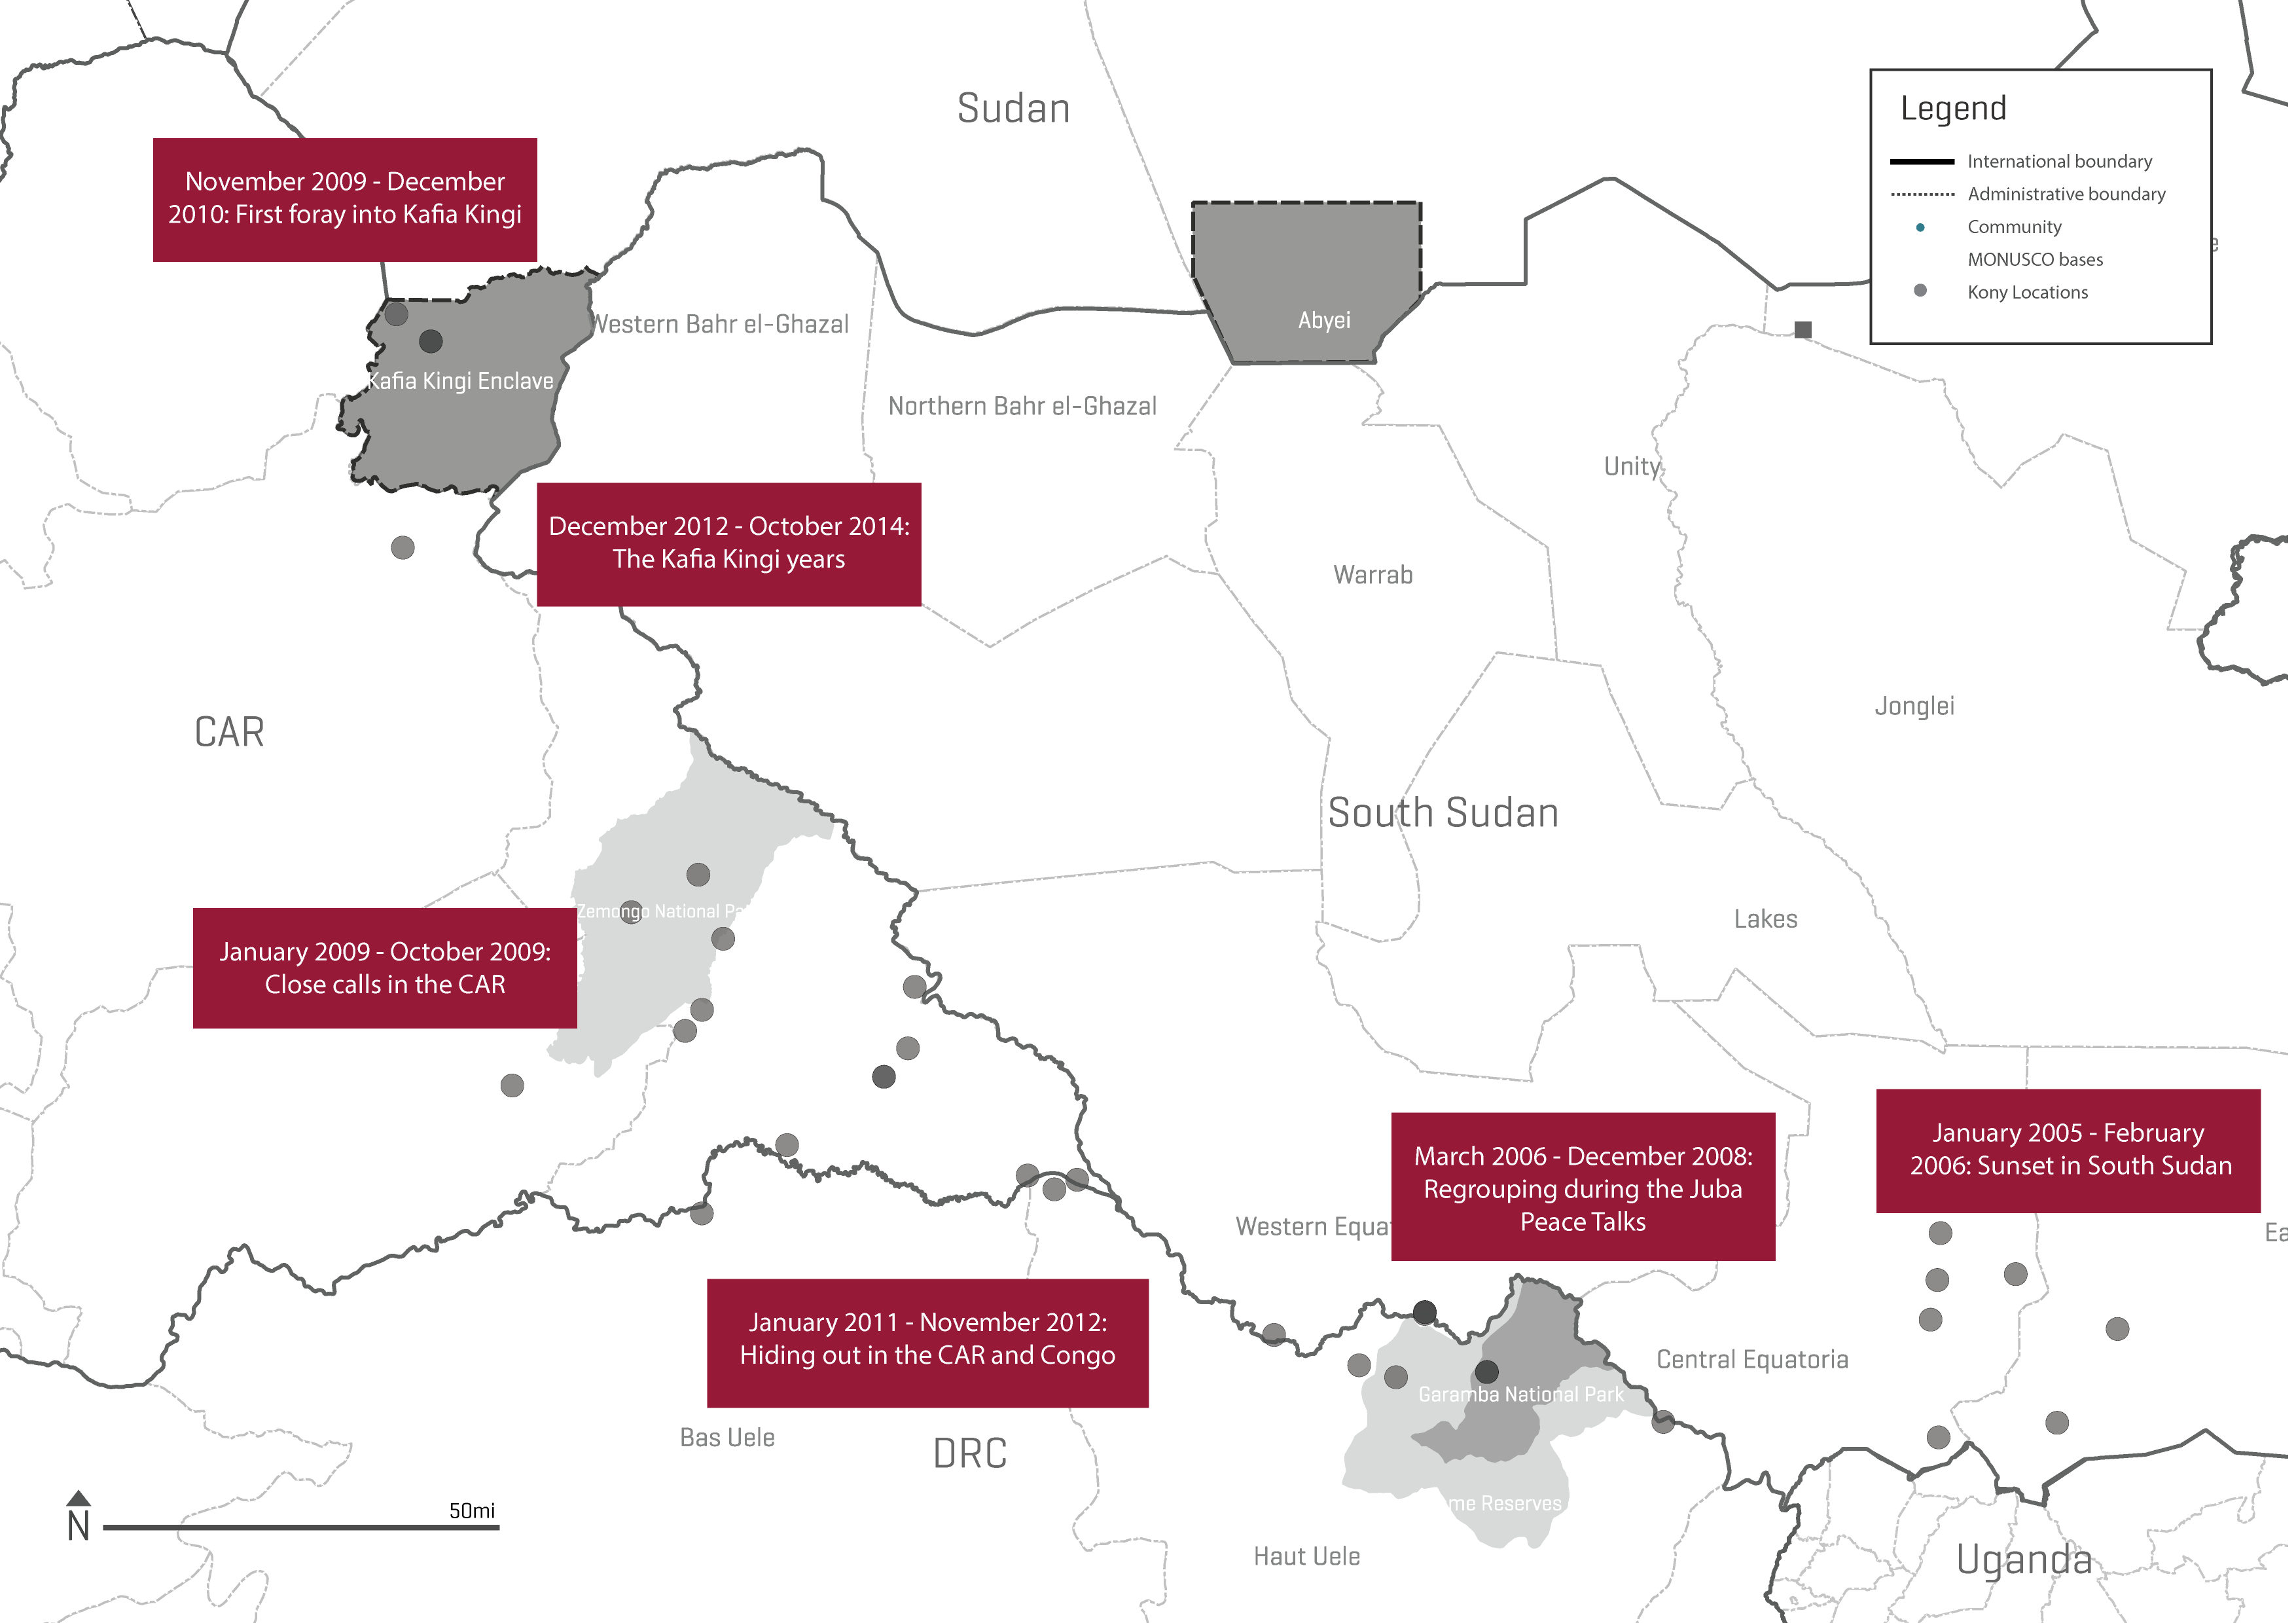 Sudan
Legend
International boundary
Administrative boundary
Community
MONUSCO bases
Kony Locations
e
November 2009 - December
2010: First foray into Kafia Kingi
Western Bahr el-Ghazal
Abyei
Kafia Kingi Enclave
Northern Bahr el-Ghazal
Unity
December 2012 - October 2014:
The Kafia Kingi years
Warrab
Jonglei
CAR
South Sudan
Zemongo National Pa
Lakes
January 2009 - October 2009:
Close calls in the CAR
January 2005 - February
2006: Sunset in South Sudan
March 2006 - December 2008:
Regrouping during the Juba
Peace Talks
Western Equa
Ea
January 2011 - November 2012:
Hiding out in the CAR and Congo
Central Equatoria
Garamba National Park
Bas Uele
DRC
me Reserves
50mi
N
Haut Uele
Uganda